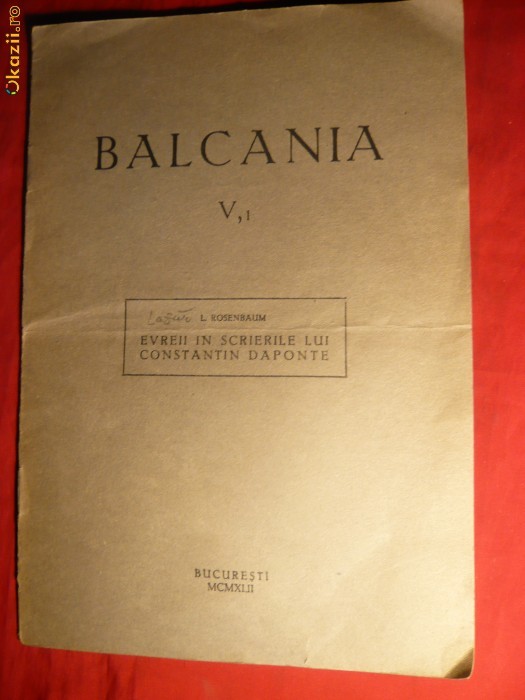 Okazii.ro
BALCANIA
V,1
Lazăr L. ROSENBAUM
EVREII IN SCRIERILE LUI
CONSTANTIN DAPONTE
BUCUREȘTI
MCMXLII